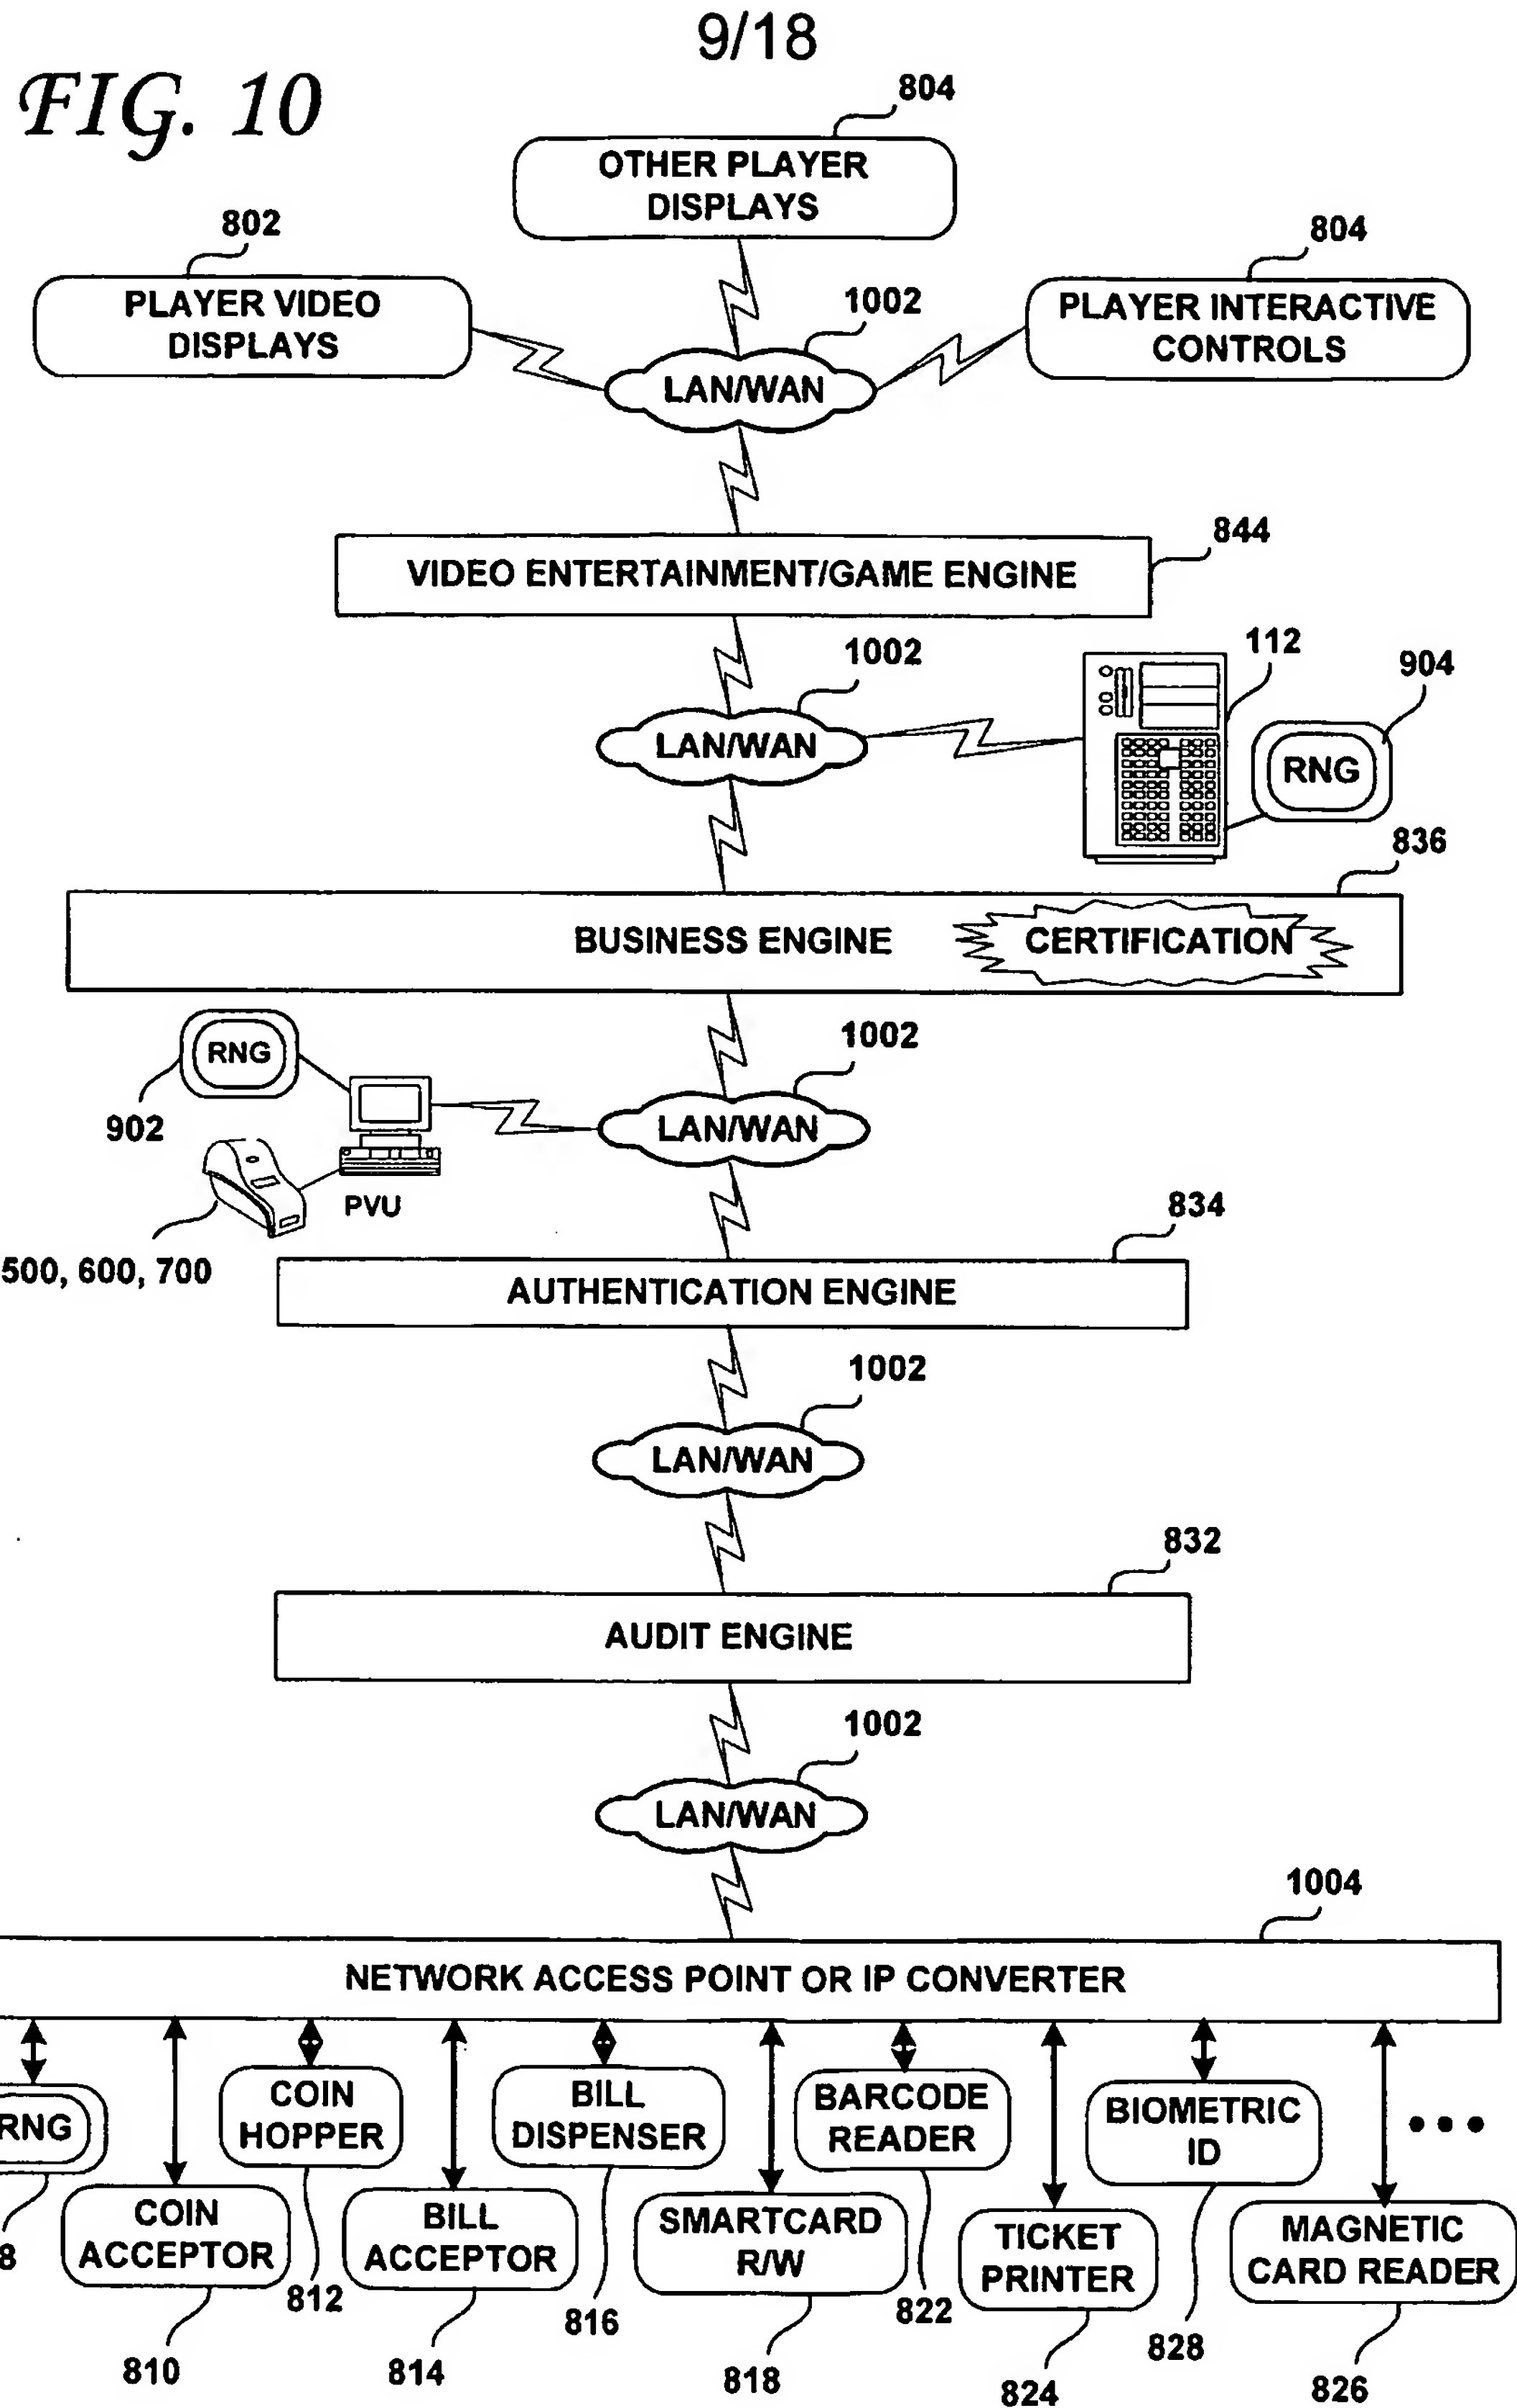 9/18
FIG. 10
804
OTHER PLAYER
DISPLAYS
802
PLAYER VIDEO
DISPLAYS
804
PLAYER INTERACTIVE
CONTROLS
1002
LAN/WAN
844
VIDEO ENTERTAINMENT/GAME ENGINE
1002
LAN/WAN
112
904
RNG
836
BUSINESS ENGINE
CERTIFICATION
RNG
902
1002
LAN/WAN
PVU
500, 600, 700
834
AUTHENTICATION ENGINE
1002
LAN/WAN
832
AUDIT ENGINE
1002
LAN/WAN
1004
NETWORK ACCESS POINT OR IP CONVERTER
RNG
COIN
HOPPER
BILL
DISPENSER
BARCODE
READER
BIOMETRIC
ID
•••
8
COIN
ACCEPTOR
812
BILL
ACCEPTOR
816
SMARTCARD
R/W
822
TICKET
PRINTER
828
MAGNETIC
CARD READER
810
814
818
824
826